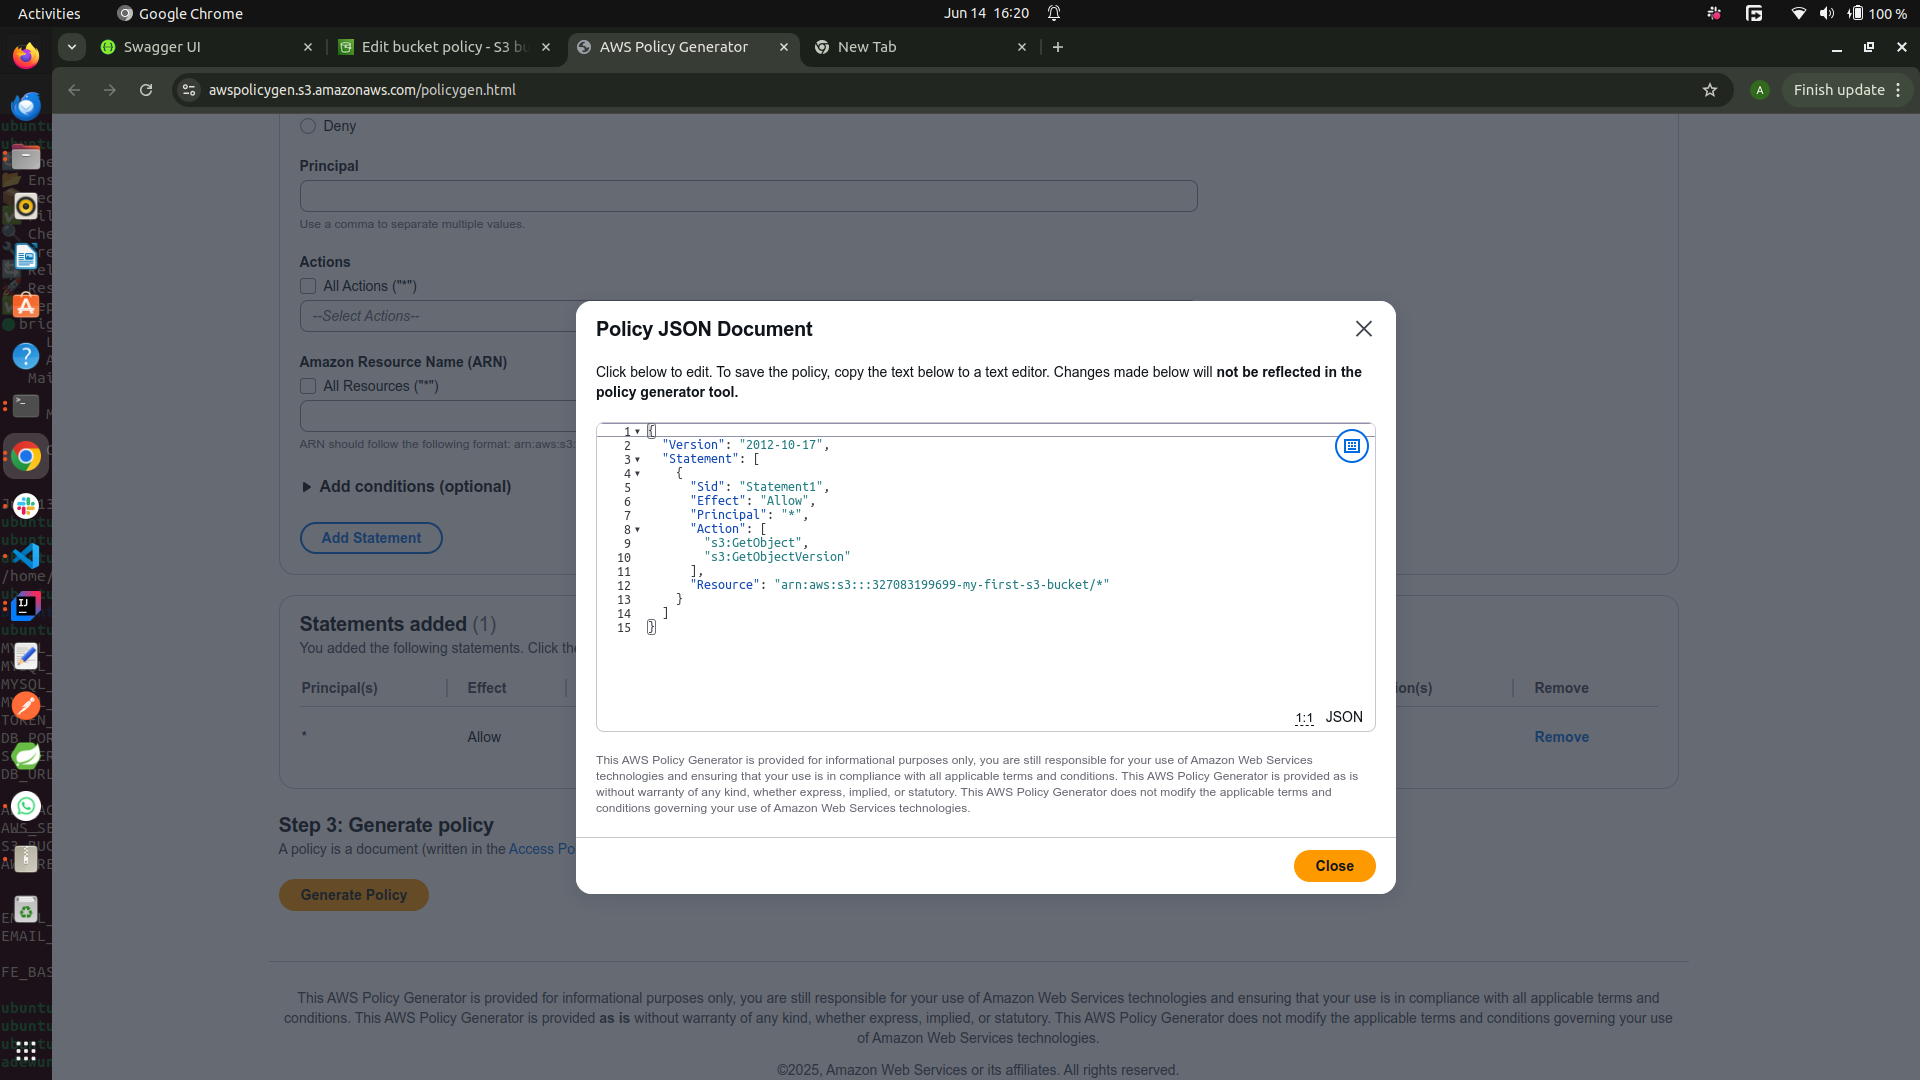 Activities
Google Chrome
Jun 14 16:20
100 %
Swagger UI
Edit bucket policy - S3 bu
AWS Policy Generator
New Tab
awspolicygen.s3.amazonaws.com/policygen.html
A
Finish update
Deny
Principal
Use a comma to separate multiple values.
Actions
All Actions ("*")
--Select Actions--
Amazon Resource Name (ARN)
All Resources ("*")
ARN should follow the following format: arn:aws:s3:
Add conditions (optional)
Add Statement
Statements added (1)
You added the following statements. Click the
Principal(s)
Effect
ion(s)
Remove
*
Allow
Remove
Step 3: Generate policy
A policy is a document (written in the Access Po
Generate Policy
Policy JSON Document
Click below to edit. To save the policy, copy the text below to a text editor. Changes made below will not be reflected in the
policy generator tool.
1 {
2 "Version": "2012-10-17",
3 "Statement": [
4 {
5 "Sid": "Statement1",
6 "Effect": "Allow",
7 "Principal": "*",
8 "Action": [
9 "s3:GetObject",
10 "s3:GetObjectVersion"
11 ],
12 "Resource": "arn:aws:s3:::327083199699-my-first-s3-bucket/*"
13 }
14 ]
15 }
1:1 JSON
This AWS Policy Generator is provided for informational purposes only, you are still responsible for your use of Amazon Web Services
technologies and ensuring that your use is in compliance with all applicable terms and conditions. This AWS Policy Generator is provided as is
without warranty of any kind, whether express, implied, or statutory. This AWS Policy Generator does not modify the applicable terms and
conditions governing your use of Amazon Web Services technologies.
Close
This AWS Policy Generator is provided for informational purposes only, you are still responsible for your use of Amazon Web Services technologies and ensuring that your use is in compliance with all applicable terms and
conditions. This AWS Policy Generator is provided as is without warranty of any kind, whether express, implied, or statutory. This AWS Policy Generator does not modify the applicable terms and conditions governing your use
of Amazon Web Services technologies.
©2025, Amazon Web Services or its affiliates. All rights reserved.